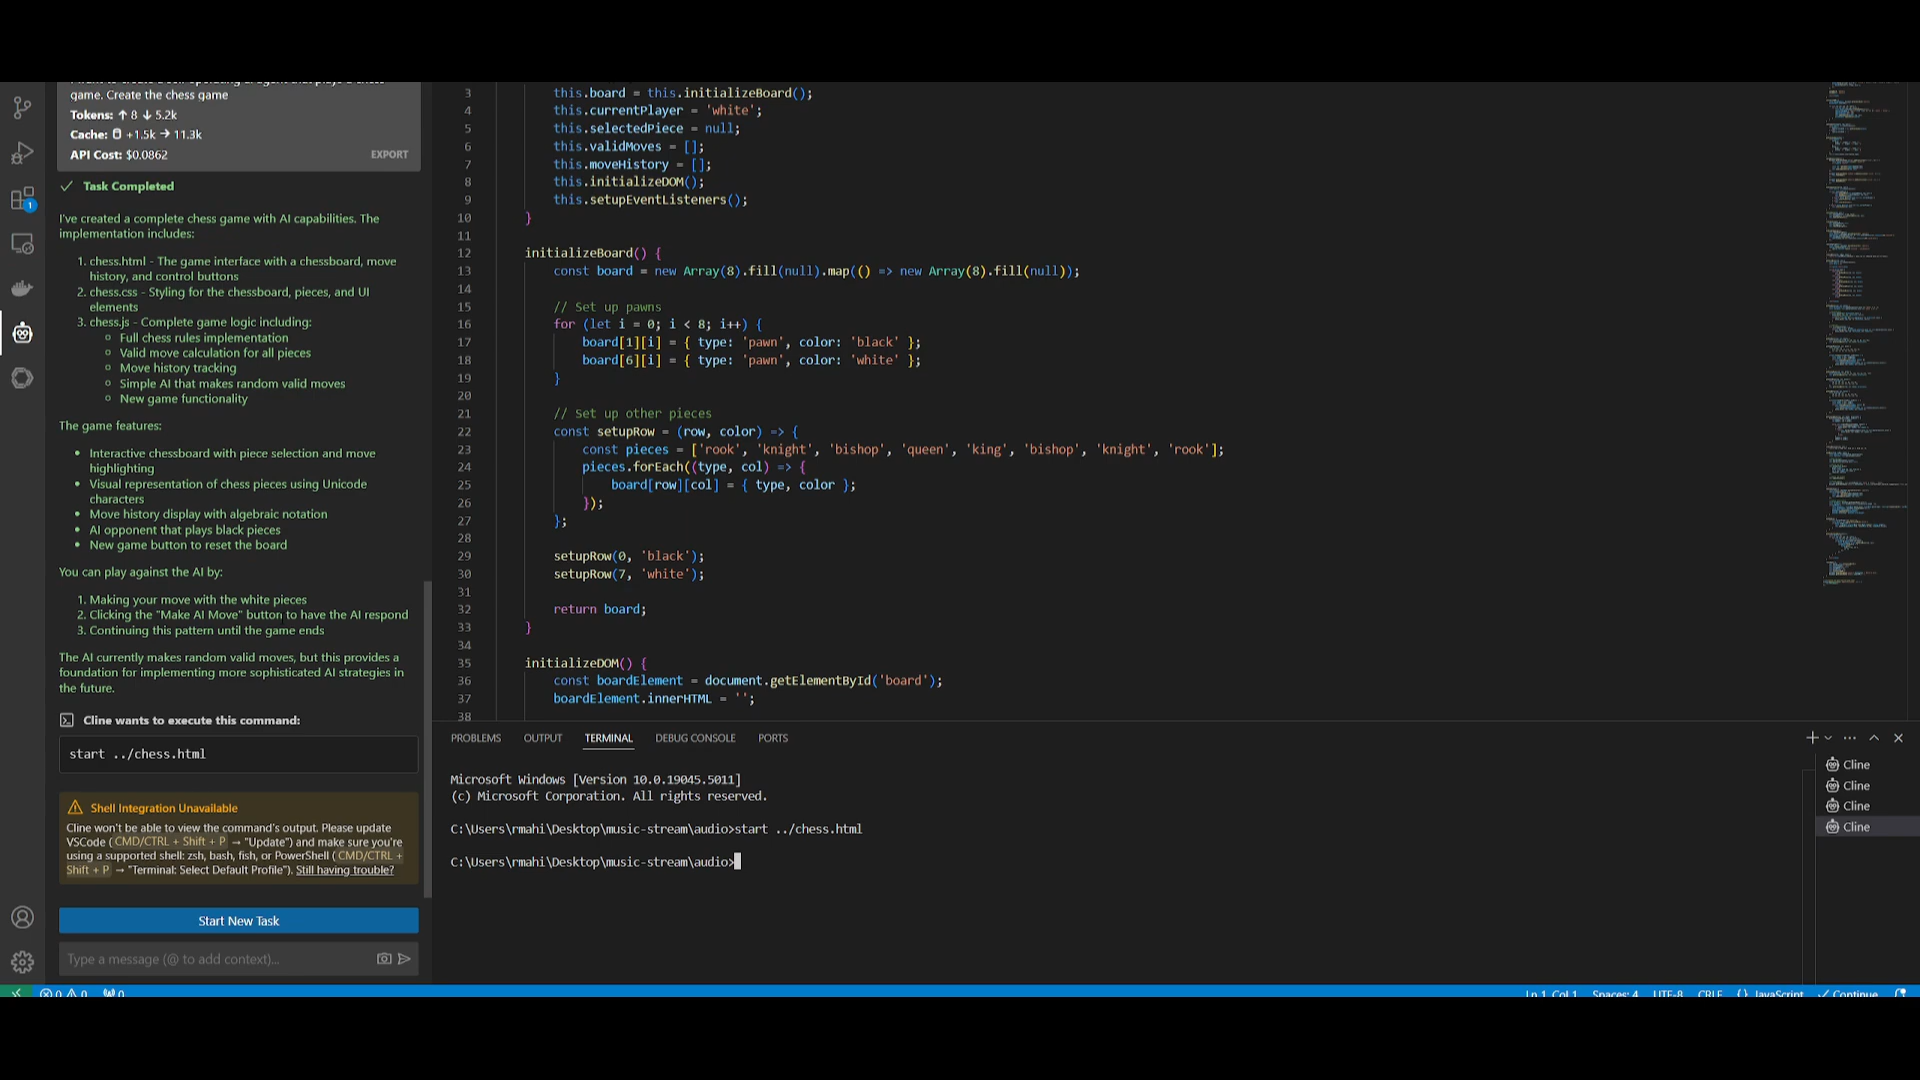 game. Create the chess game
Tokens: ↑ 8 ↓ 5.2k
Cache: +1.5k → 11.3k
API Cost: $0.0862
EXPORT
Task Completed
I've created a complete chess game with AI capabilities. The
implementation includes:
1. chess.html - The game interface with a chessboard, move
history, and control buttons
2. chess.css - Styling for the chessboard, pieces, and UI
elements
3. chess.js - Complete game logic including:
Full chess rules implementation
Valid move calculation for all pieces
Move history tracking
Simple AI that makes random valid moves
New game functionality
The game features:
Interactive chessboard with piece selection and move
highlighting
Visual representation of chess pieces using Unicode
characters
Move history display with algebraic notation
AI opponent that plays black pieces
New game button to reset the board
You can play against the AI by:
1. Making your move with the white pieces
2. Clicking the "Make AI Move" button to have the AI respond
3. Continuing this pattern until the game ends
The AI currently makes random valid moves, but this provides a
foundation for implementing more sophisticated AI strategies in
the future.
Cline wants to execute this command:
start ../chess.html
Shell Integration Unavailable
Cline won't be able to view the command's output. Please update
VSCode ( CMD/CTRL + Shift + P → "Update") and make sure you're
using a supported shell: zsh, bash, fish, or PowerShell ( CMD/CTRL +
Shift + P → "Terminal: Select Default Profile"). Still having trouble?
Start New Task
Type a message (@ to add context)...
3 this.board = this.initializeBoard();
4 this.currentPlayer = 'white';
5 this.selectedPiece = null;
6 this.validMoves = [];
7 this.moveHistory = [];
8 this.initializeDOM();
9 this.setupEventListeners();
10 }
11
12 initializeBoard() {
13 const board = new Array(8).fill(null).map(() => new Array(8).fill(null));
14
15 // Set up pawns
16 for (let i = 0; i < 8; i++) {
17 board[1][i] = { type: 'pawn', color: 'black' };
18 board[6][i] = { type: 'pawn', color: 'white' };
19 }
20
21 // Set up other pieces
22 const setupRow = (row, color) => {
23 const pieces = ['rook', 'knight', 'bishop', 'queen', 'king', 'bishop', 'knight', 'rook'];
24 pieces.forEach((type, col) => {
25 board[row][col] = { type, color };
26 });
27 };
28
29 setupRow(0, 'black');
30 setupRow(7, 'white');
31
32 return board;
33 }
34
35 initializeDOM() {
36 const boardElement = document.getElementById('board');
37 boardElement.innerHTML = '';
38
PROBLEMS OUTPUT TERMINAL DEBUG CONSOLE PORTS
Microsoft Windows [Version 10.0.19045.5011]
(c) Microsoft Corporation. All rights reserved.
C:\Users\rmahi\Desktop\music-stream\audio>start ../chess.html
C:\Users\rmahi\Desktop\music-stream\audio>
Cline
Cline
Cline
Cline
1
0 0 0
Ln 1, Col 1 Spaces: 4 UTF-8 CRLF {} JavaScript Continue